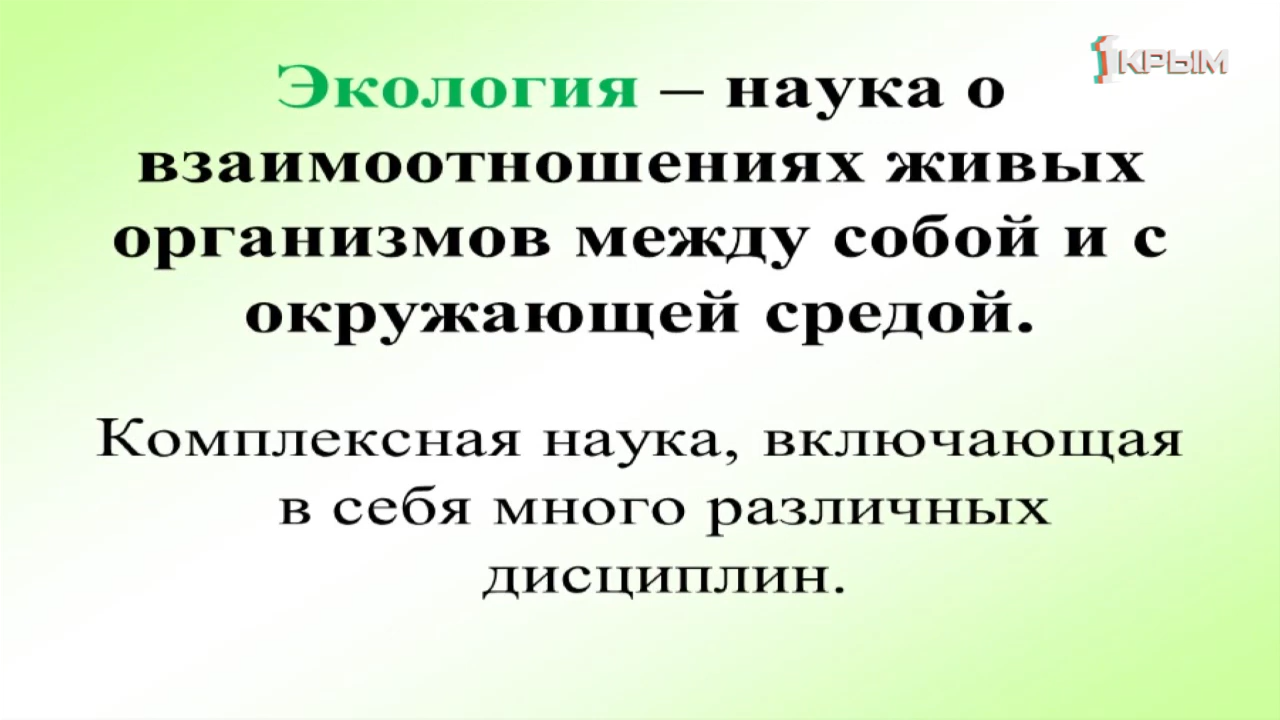 1КРЫМ
Экология – наука о
взаимоотношениях живых
организмов между собой и с
окружающей средой.
Комплексная наука, включающая
в себя много различных
дисциплин.